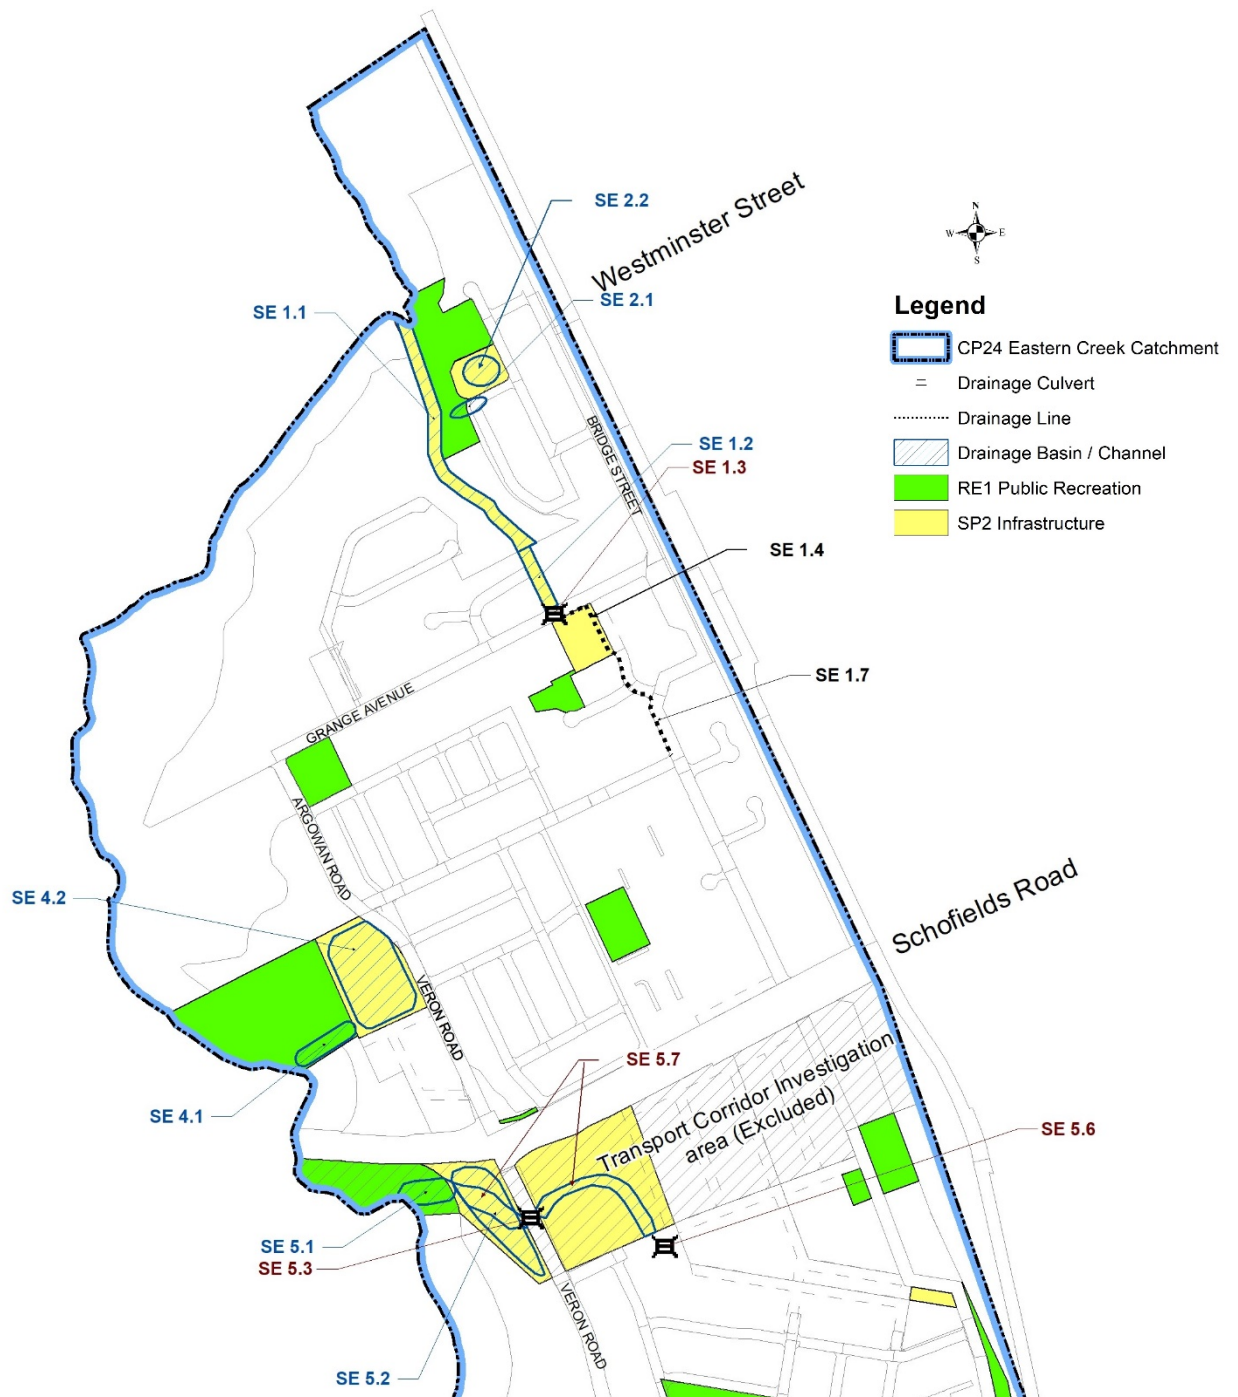 SE 2.2
Westminster Street
N
W E
S
SE 2.1
Legend
SE 1.1
CP24 Eastern Creek Catchment
Drainage Culvert
Drainage Line
BRIDGE STREET
SE 1.2
Drainage Basin / Channel
SE 1.3
RE1 Public Recreation
SP2 Infrastructure
SE 1.4
SE 1.7
GRANGE AVENUE
ARGOWAN ROAD
SE 4.2
Schofields Road
VERON ROAD
SE 5.7
Transport Corridor Investigation
area (Excluded)
SE 4.1
SE 5.6
SE 5.1
SE 5.3
VERON ROAD
SE 5.2